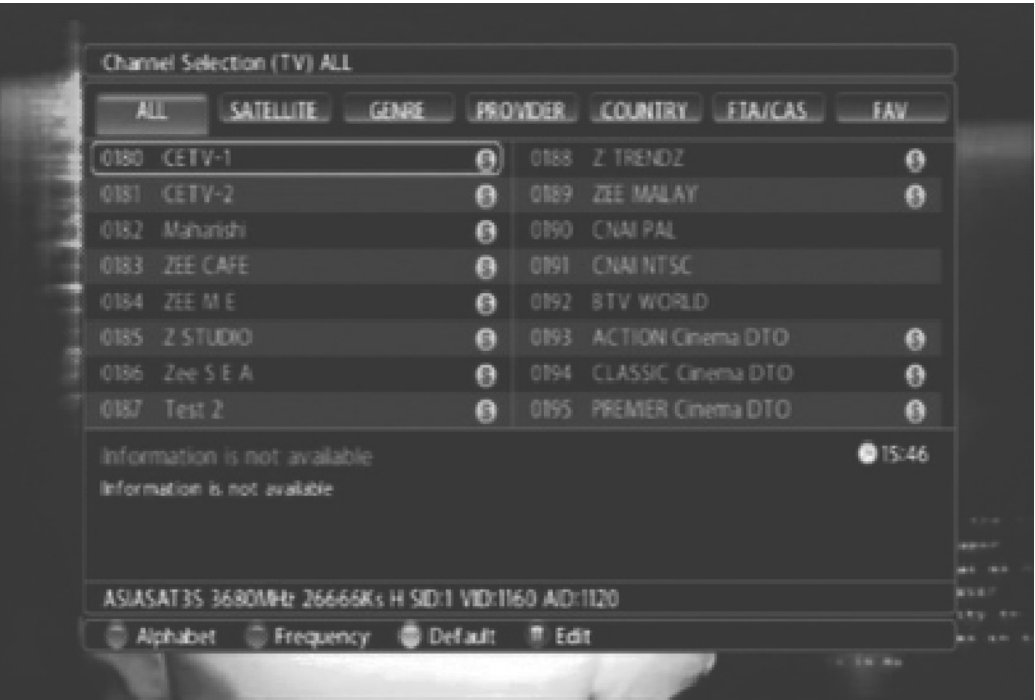 Channel Selection (TV) ALL
ALL SATELLITE GENRE PROVIDER COUNTRY FTA/CAS FAV
0180 CETV-1 $
0181 CETV-2 $
0182 Maharishi $
0183 ZEE CAFE $
0184 ZEE M E $
0185 Z STUDIO $
0186 Zee S E A $
0187 Test 2 $
0188 Z TRENDZ $
0189 ZEE MALAY $
0190 CNAI PAL
0191 CNAI NTSC
0192 BTV WORLD
0193 ACTION Cinema DTO $
0194 CLASSIC Cinema DTO $
0195 PREMIER Cinema DTO $
Information is not available
15:46
Information is not available
ASIASAT3S 3680MHz 26666Ks H SID:1 VID:1160 AID:1120
Alphabet Frequency Default Edit